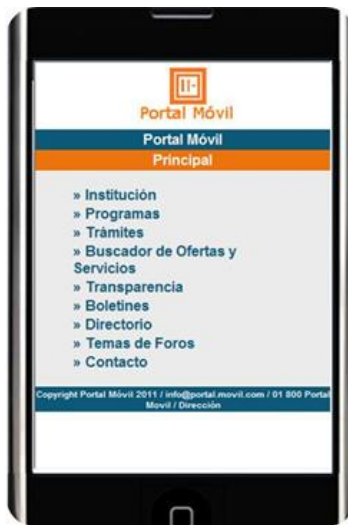 Portal Móvil
Portal Móvil
Principal
» Institución
» Programas
» Trámites
» Buscador de Ofertas y
Servicios
» Transparencia
» Boletines
» Directorio
» Temas de Foros
» Contacto
Copyright Portal Móvil 2011 / info@portal.movil.com / 01 800 Portal
Movil / Dirección